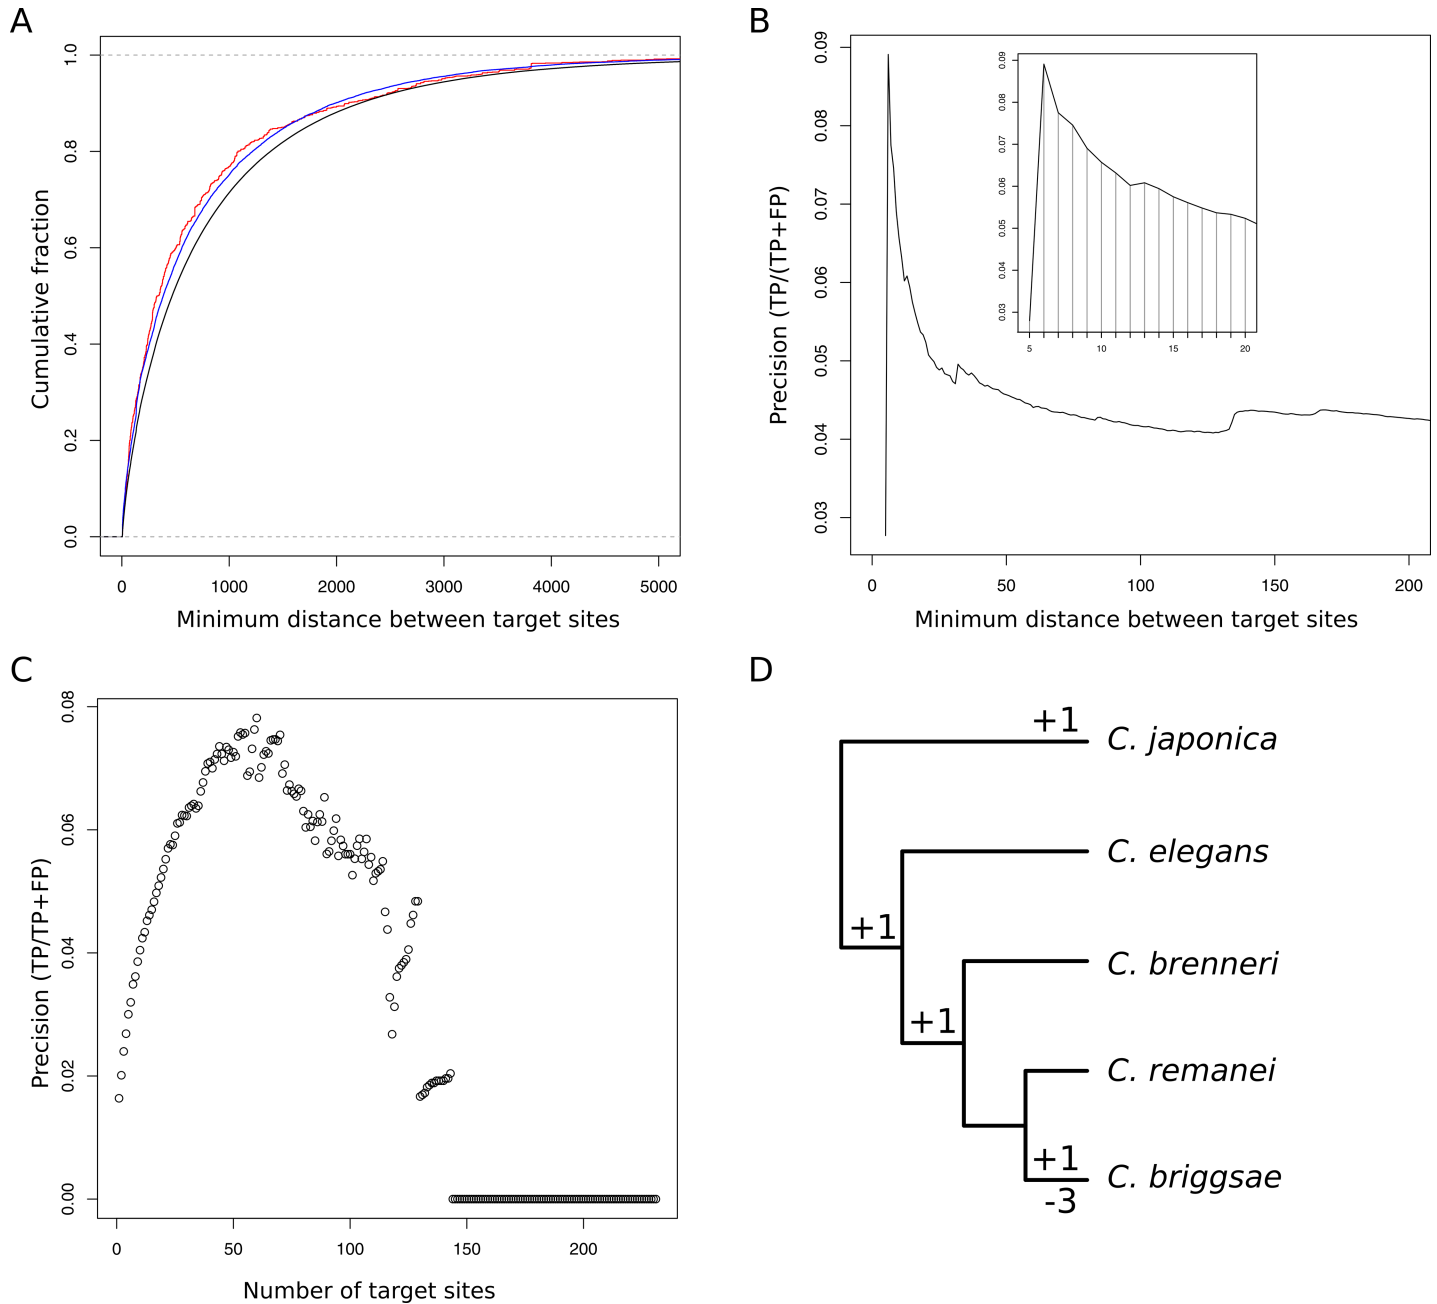 A
1.0
0.8
0.6
0.4
0.2
0.0
Cumulative fraction
0 1000 2000 3000 4000 5000
Minimum distance between target sites
B
0.09
0.08
0.07
0.06
0.05
0.04
0.03
Precision (TP/(TP+FP)
0.09
0.08
0.07
0.06
0.05
0.04
0.03
5 10 15 20
0 50 100 150 200
Minimum distance between target sites
C
0.08
0.06
0.04
0.02
0.00
Precision (TP/TP+FP)
0 50 100 150 200
Number of target sites
D
+1
C. japonica
C. elegans
+1
C. brenneri
+1
C. remanei
+1
C. briggsae
-3